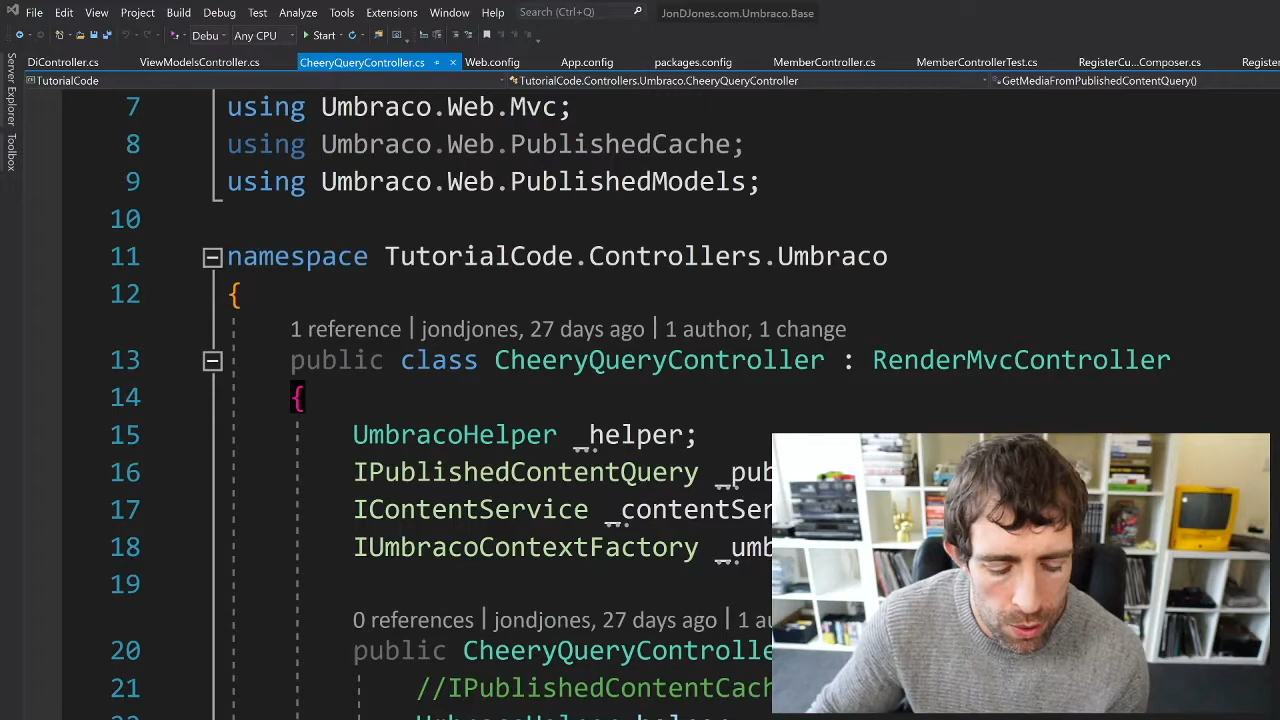 File Edit View Project Build Debug Test Analyze Tools Extensions Window Help Search (Ctrl+Q) JonDJones.com.Umbraco.Base
Debu Any CPU Start
DiController.cs ViewModelsController.cs CheeryQueryController.cs Web.config App.config packages.config MemberController.cs MemberControllerTest.cs RegisterCu...Composer.cs Register
TutorialCode TutorialCode.Controllers.Umbraco.CheeryQueryController GetMediaFromPublishedContentQuery()
Server Explorer
Toolbox
7 using Umbraco.Web.Mvc;
8 using Umbraco.Web.PublishedCache;
9 using Umbraco.Web.PublishedModels;
10
11 namespace TutorialCode.Controllers.Umbraco
12 {
1 reference | jondjones, 27 days ago | 1 author, 1 change
13 public class CheeryQueryController : RenderMvcController
14 {
15 UmbracoHelper _helper;
16 IPublishedContentQuery _pub
17 IContentService _contentSer
18 IUmbracoContextFactory _umb
19
0 references | jondjones, 27 days ago | 1 au
20 public CheeryQueryControlle
21 //IPublishedContentCach